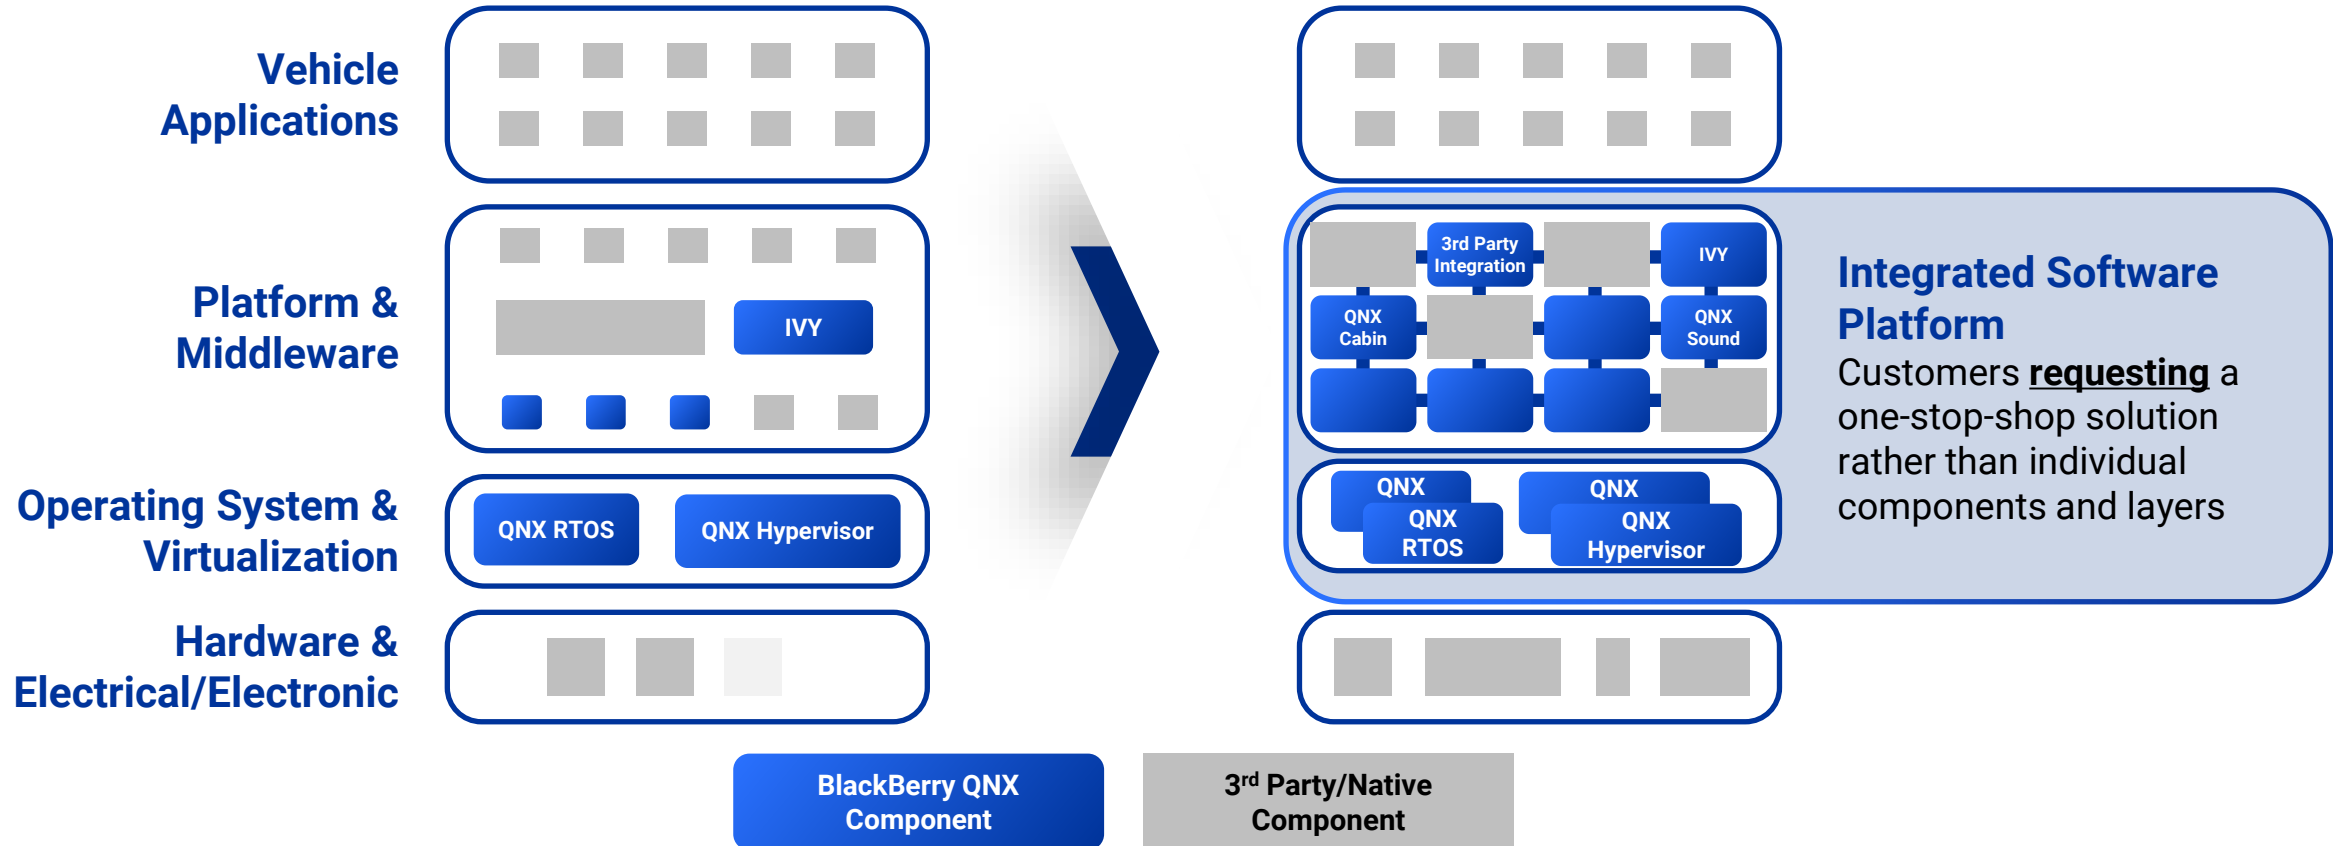 Vehicle
Applications
Platform &
Middleware
IVY
Operating System &
Virtualization
QNX RTOS
QNX Hypervisor
Hardware &
Electrical/Electronic
3rd Party
Integration
IVY
QNX
Cabin
QNX
Sound
QNX
QNX
RTOS
QNX
QNX
Hypervisor
Integrated Software
Platform
Customers requesting a
one-stop-shop solution
rather than individual
components and layers
BlackBerry QNX
Component
3rd Party/Native
Component